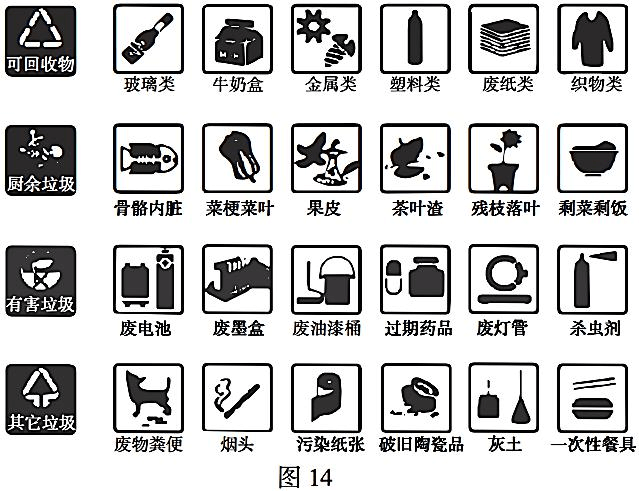 可回收物
玻璃类 牛奶盒 金属类 塑料类 废纸类 织物类
厨余垃圾
骨骼内脏 菜梗菜叶 果皮 茶叶渣 残枝落叶 剩菜剩饭
有害垃圾
废电池 废墨盒 废油漆桶 过期药品 废灯管 杀虫剂
其它垃圾
废物粪便 烟头 污染纸张 破旧陶瓷品 灰土 一次性餐具
图 14